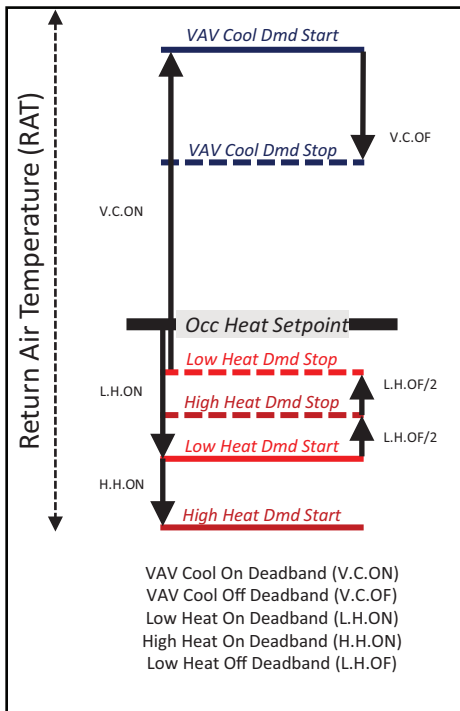 Return Air Temperature (RAT)
VAV Cool Dmd Start
V.C.OF
VAV Cool Dmd Stop
V.C.ON
Occ Heat Setpoint
Low Heat Dmd Stop
L.H.ON
L.H.OF/2
High Heat Dmd Stop
L.H.OF/2
Low Heat Dmd Start
H.H.ON
High Heat Dmd Start
VAV Cool On Deadband (V.C.ON)
VAV Cool Off Deadband (V.C.OF)
Low Heat On Deadband (L.H.ON)
High Heat On Deadband (H.H.ON)
Low Heat Off Deadband (L.H.OF)